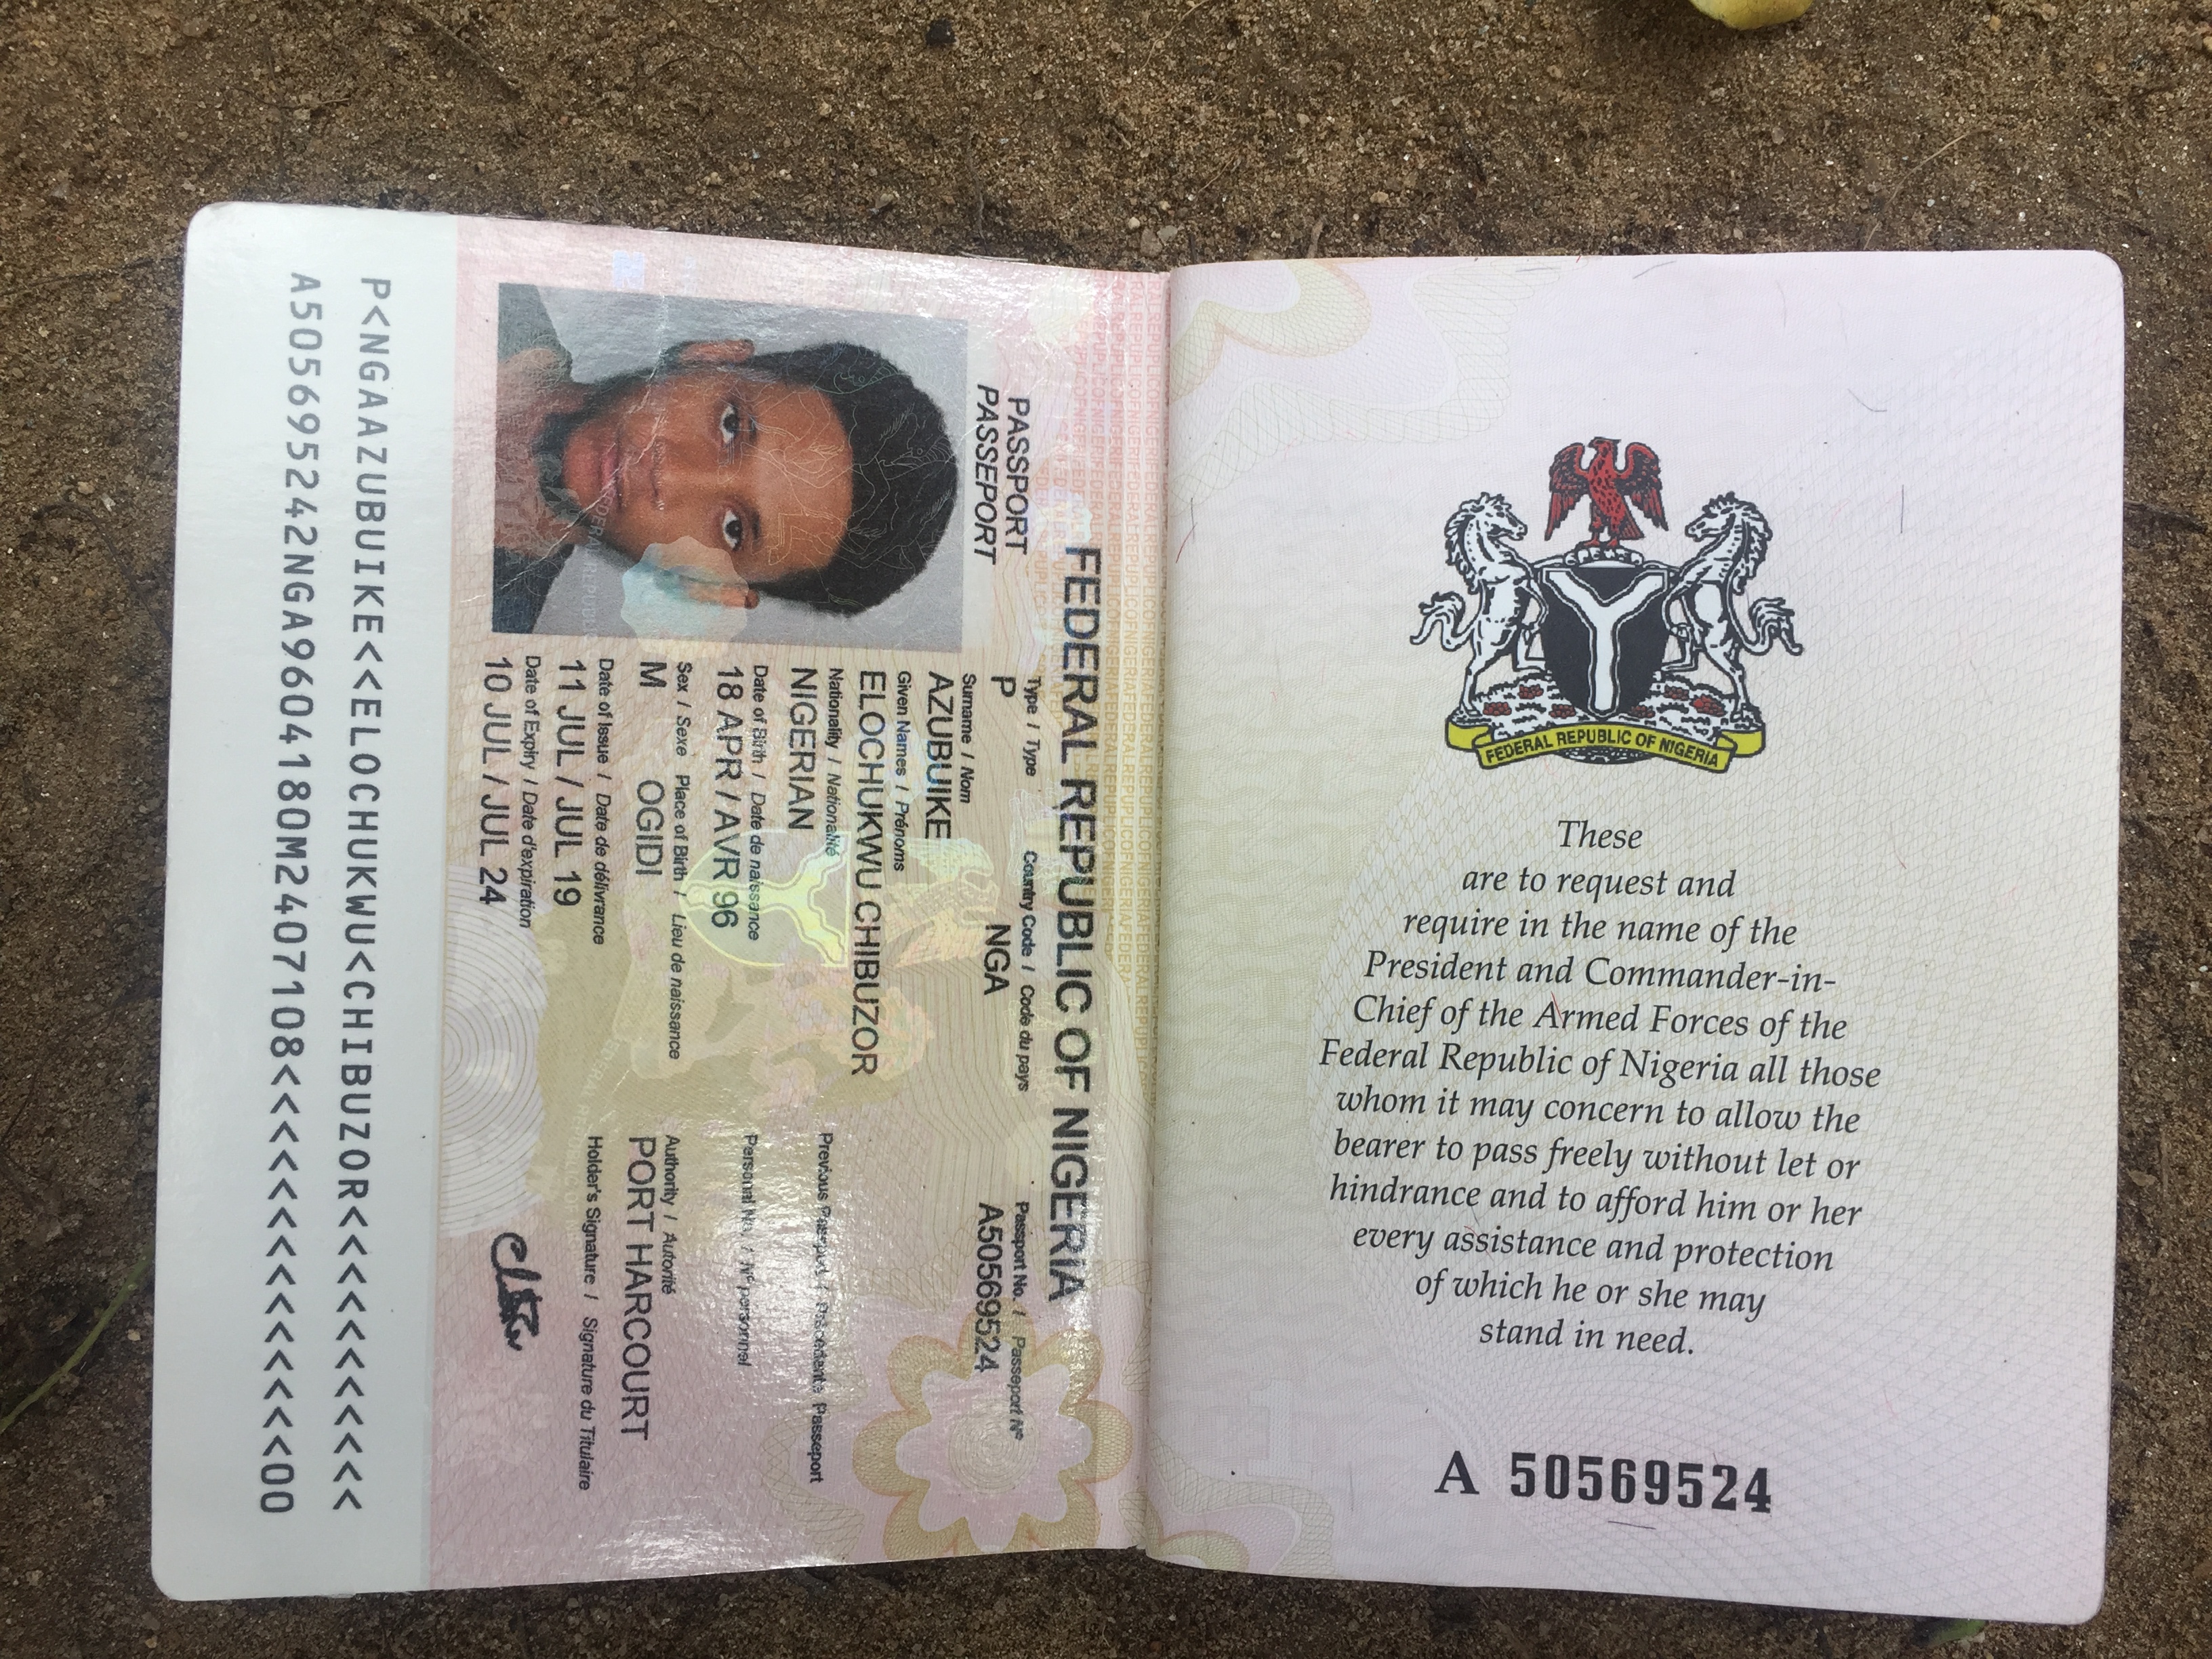 FEDERAL REPUBLIC OF NIGERIA
These
are to request and
require in the name of the
President and Commander-in-
Chief of the Armed Forces of the
Federal Republic of Nigeria all those
whom it may concern to allow the
bearer to pass freely without let or
hindrance and to afford him or her
every assistance and protection
of which he or she may
stand in need.
A 50569524
FEDERAL REPUBLIC OF NIGERIA
PASSPORT
PASSEPORT
Type / Type Country Code / Code du pays Passport No. / Passeport Nº
P NGA A50569524
Surname / Nom
AZUBUIKE
Given Names / Prénoms
ELOCHUKWU CHIBUZOR
Nationality / Nationalité
NIGERIAN
Previous Passport / Précédante Passeport
Date of Birth / Date de naissance
18 APR / AVR 96
Personal No. / Nº personnel
Sex / Sexe Place of Birth / Lieu de naissance
M OGIDI
Authority / Autorité
PORT HARCOURT
Date of Issue / Date de délivrance
11 JUL / JUL 19
Holder's Signature / Signature du Titulaire
Date of Expiry / Date d'expiration
10 JUL / JUL 24
P<NGAAZUBUIKE<<ELOCHUKWU<CHIBUZOR<<<<<<<<<<<
A505695242NGA9604180M2407108<<<<<<<<<<<<<<00